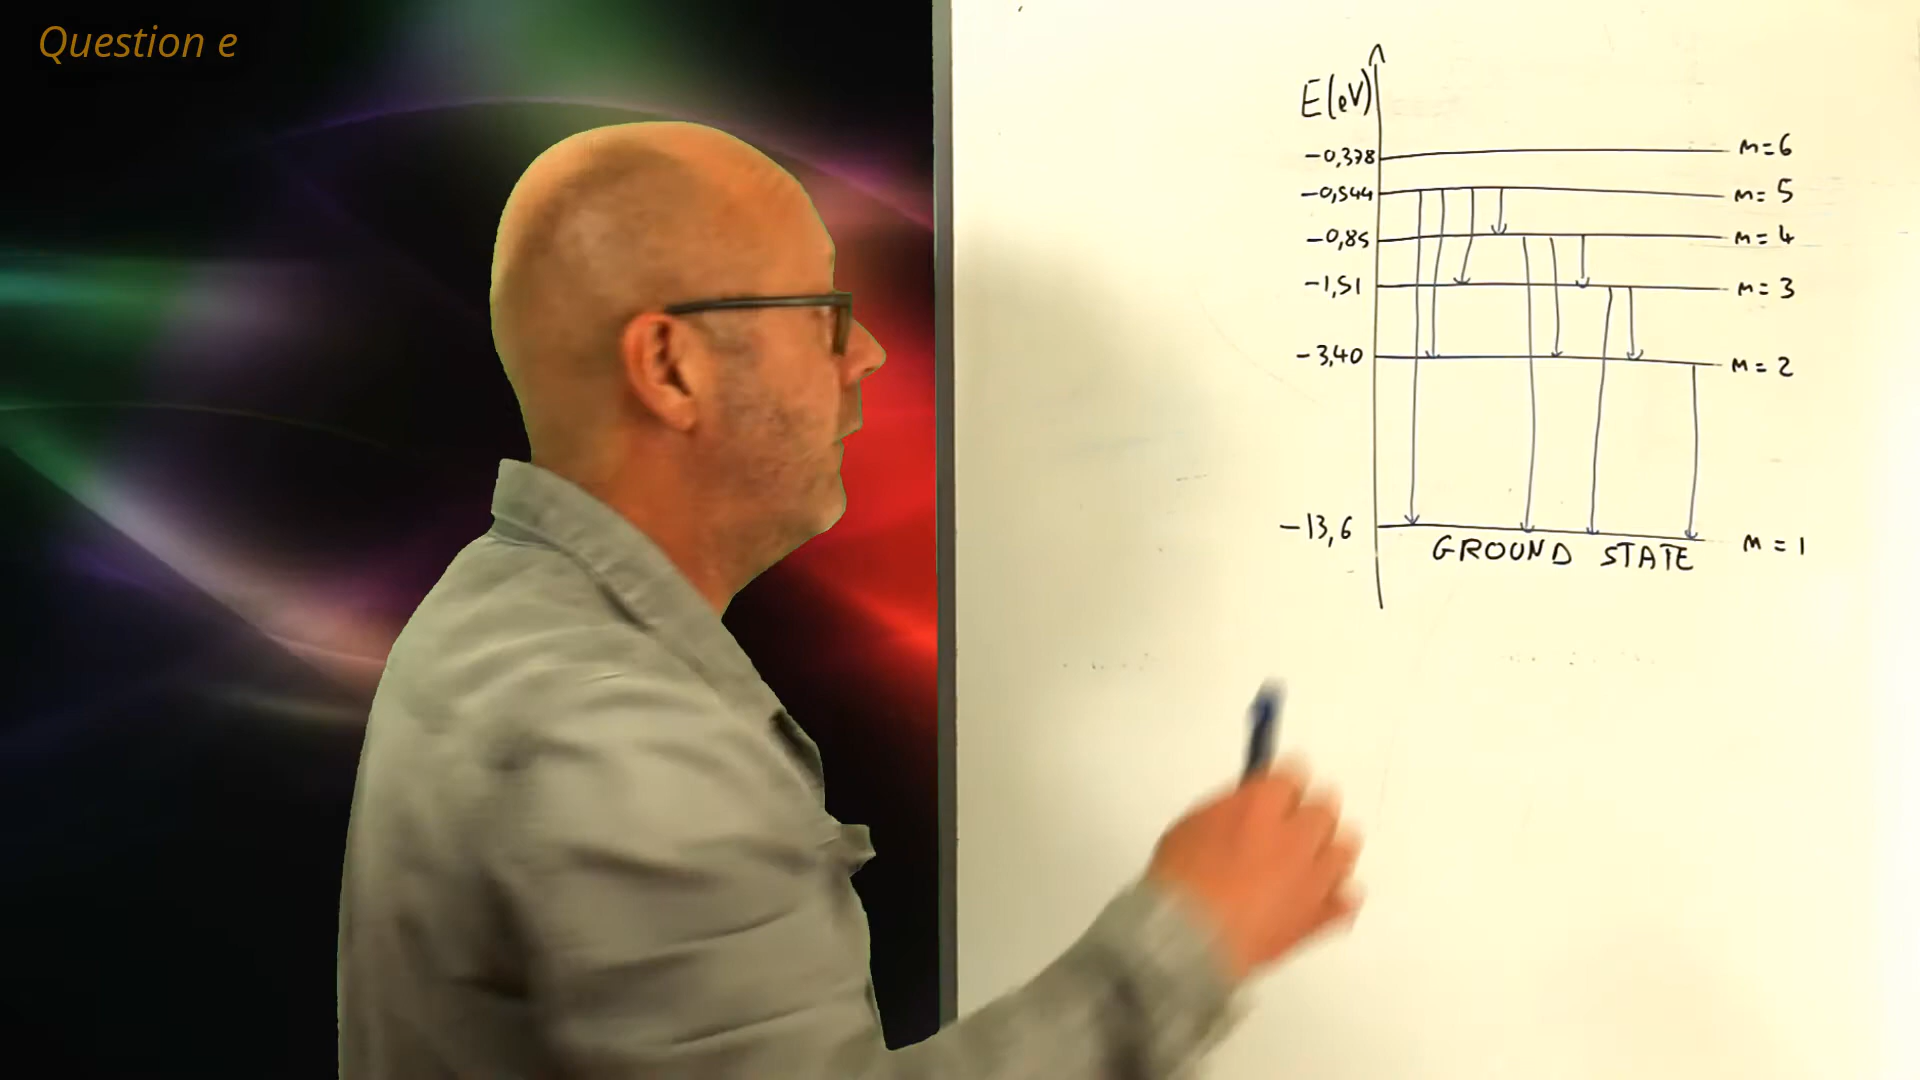 Question e
E(eV)
-0,378 n=6
-0,544 n=5
-0,85 n=4
-1,51 n=3
-3,40 n=2
-13,6 n=1
GROUND STATE